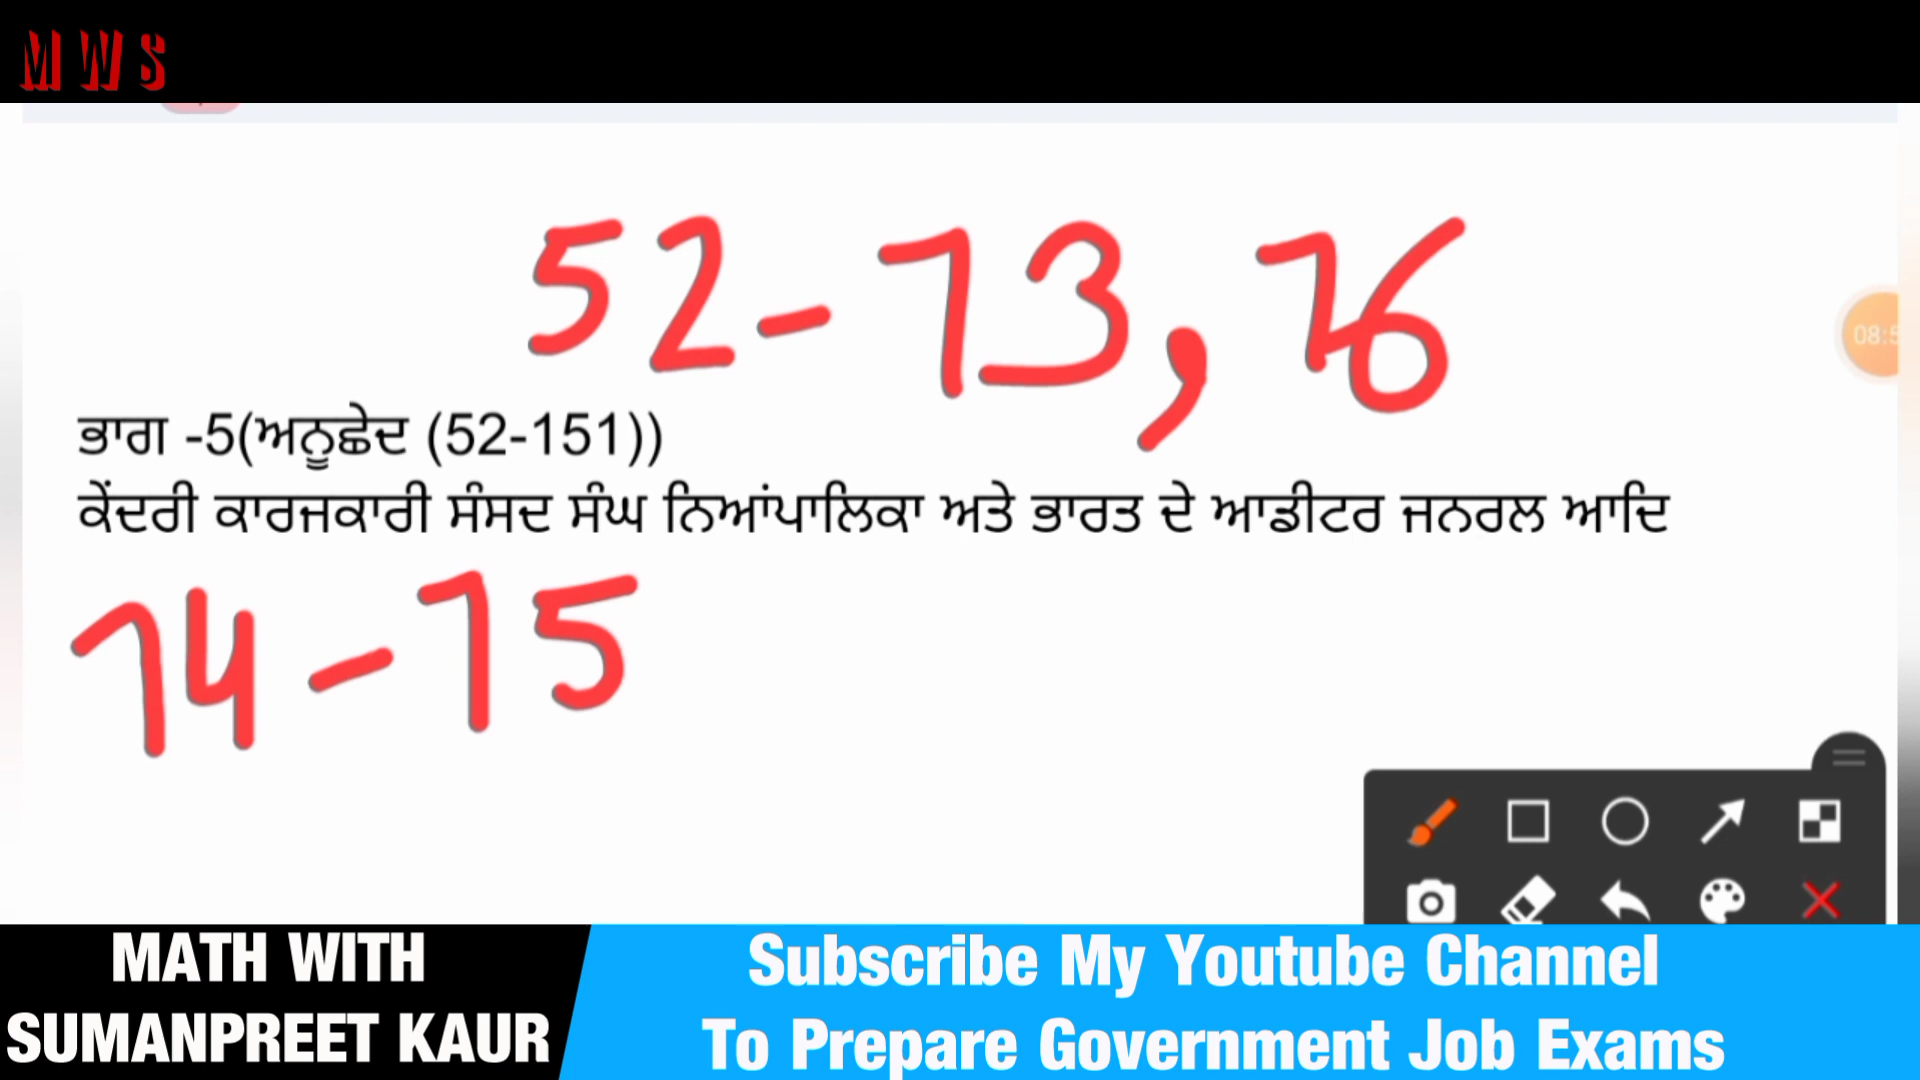 MWS
52-73,76
ਭਾਗ -5(ਅਨੂਛੇਦ (52-151))
ਕੇਂਦਰੀ ਕਾਰਜਕਾਰੀ ਸੰਸਦ ਸੰਘ ਨਿਆਂਪਾਲਿਕਾ ਅਤੇ ਭਾਰਤ ਦੇ ਆਡੀਟਰ ਜਨਰਲ ਆਦਿ
74-75
MATH WITH
SUMANPREET KAUR
Subscribe My Youtube Channel
To Prepare Government Job Exams